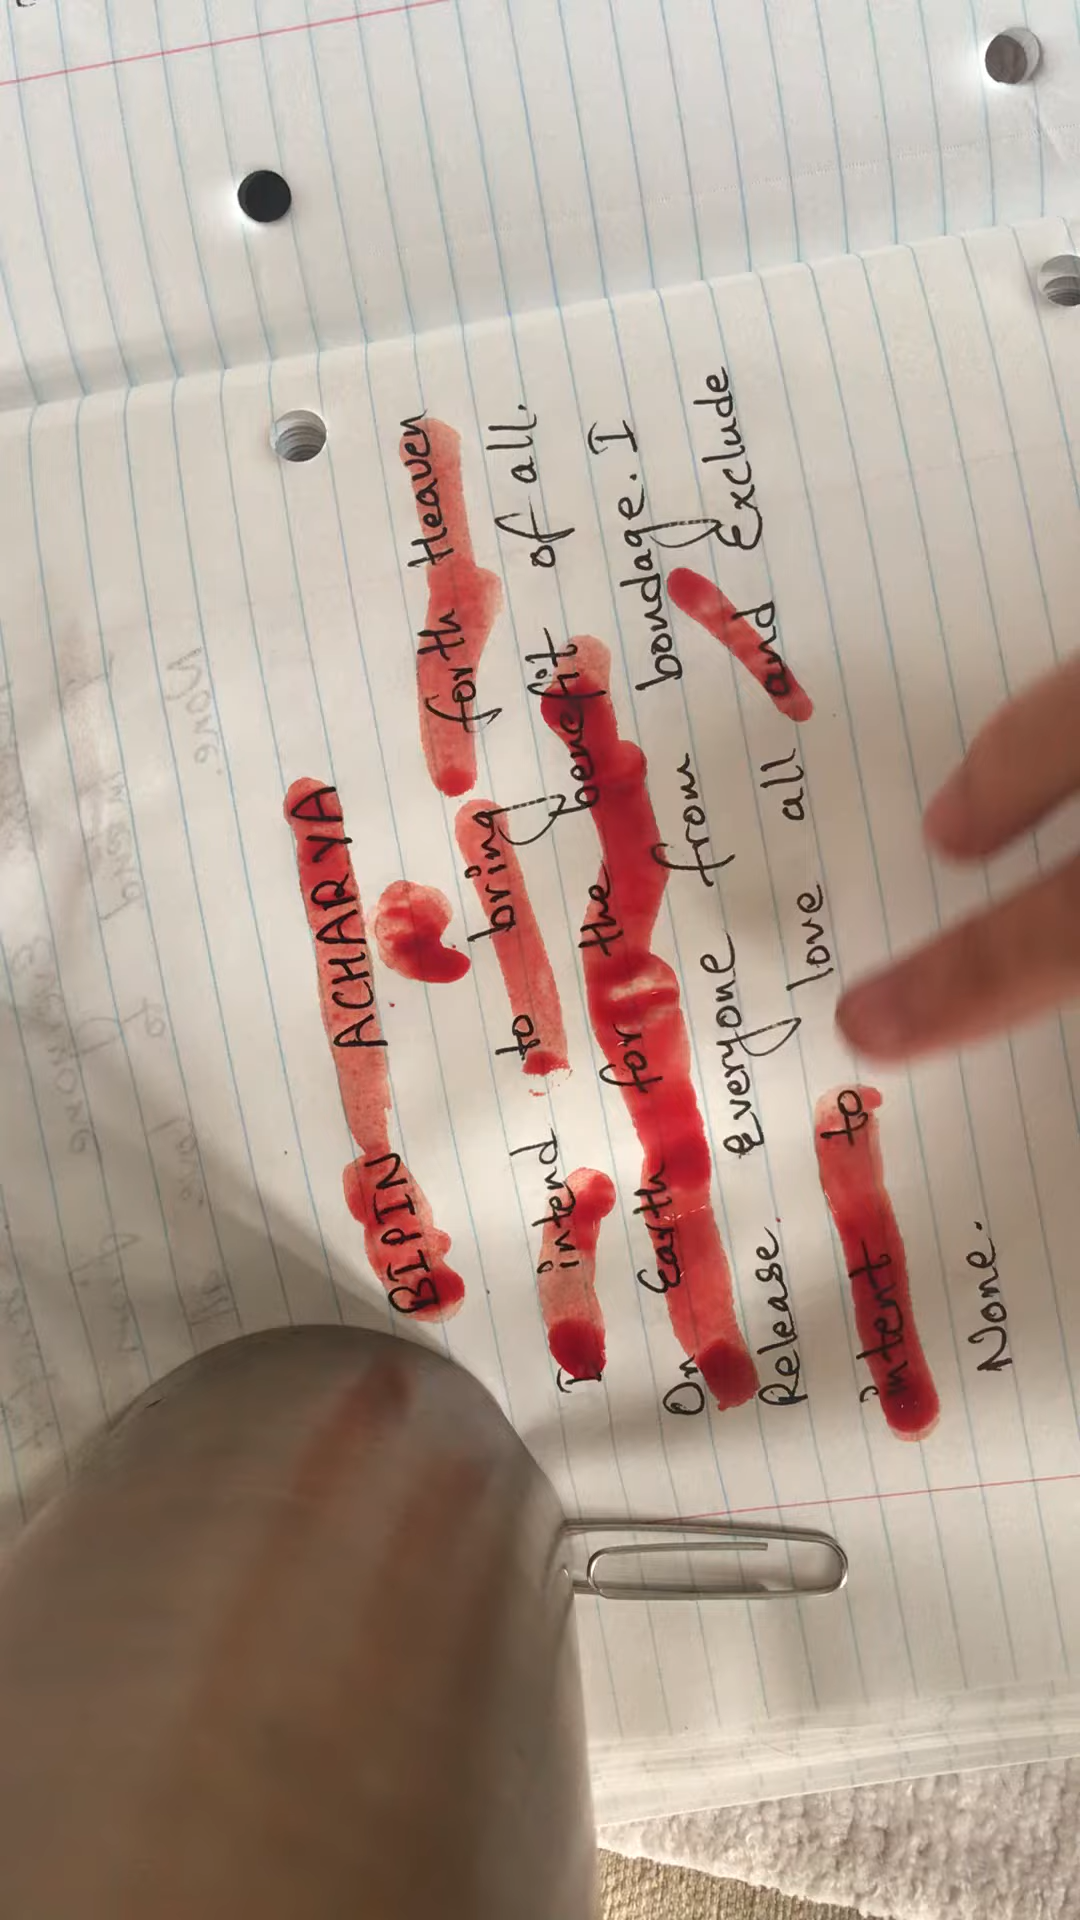 BIPIN ACHARYA
I intend to bring forth Heaven
On Earth for the benefit of all.
Release Everyone from bondage. I
intent to love all and Exclude
None.